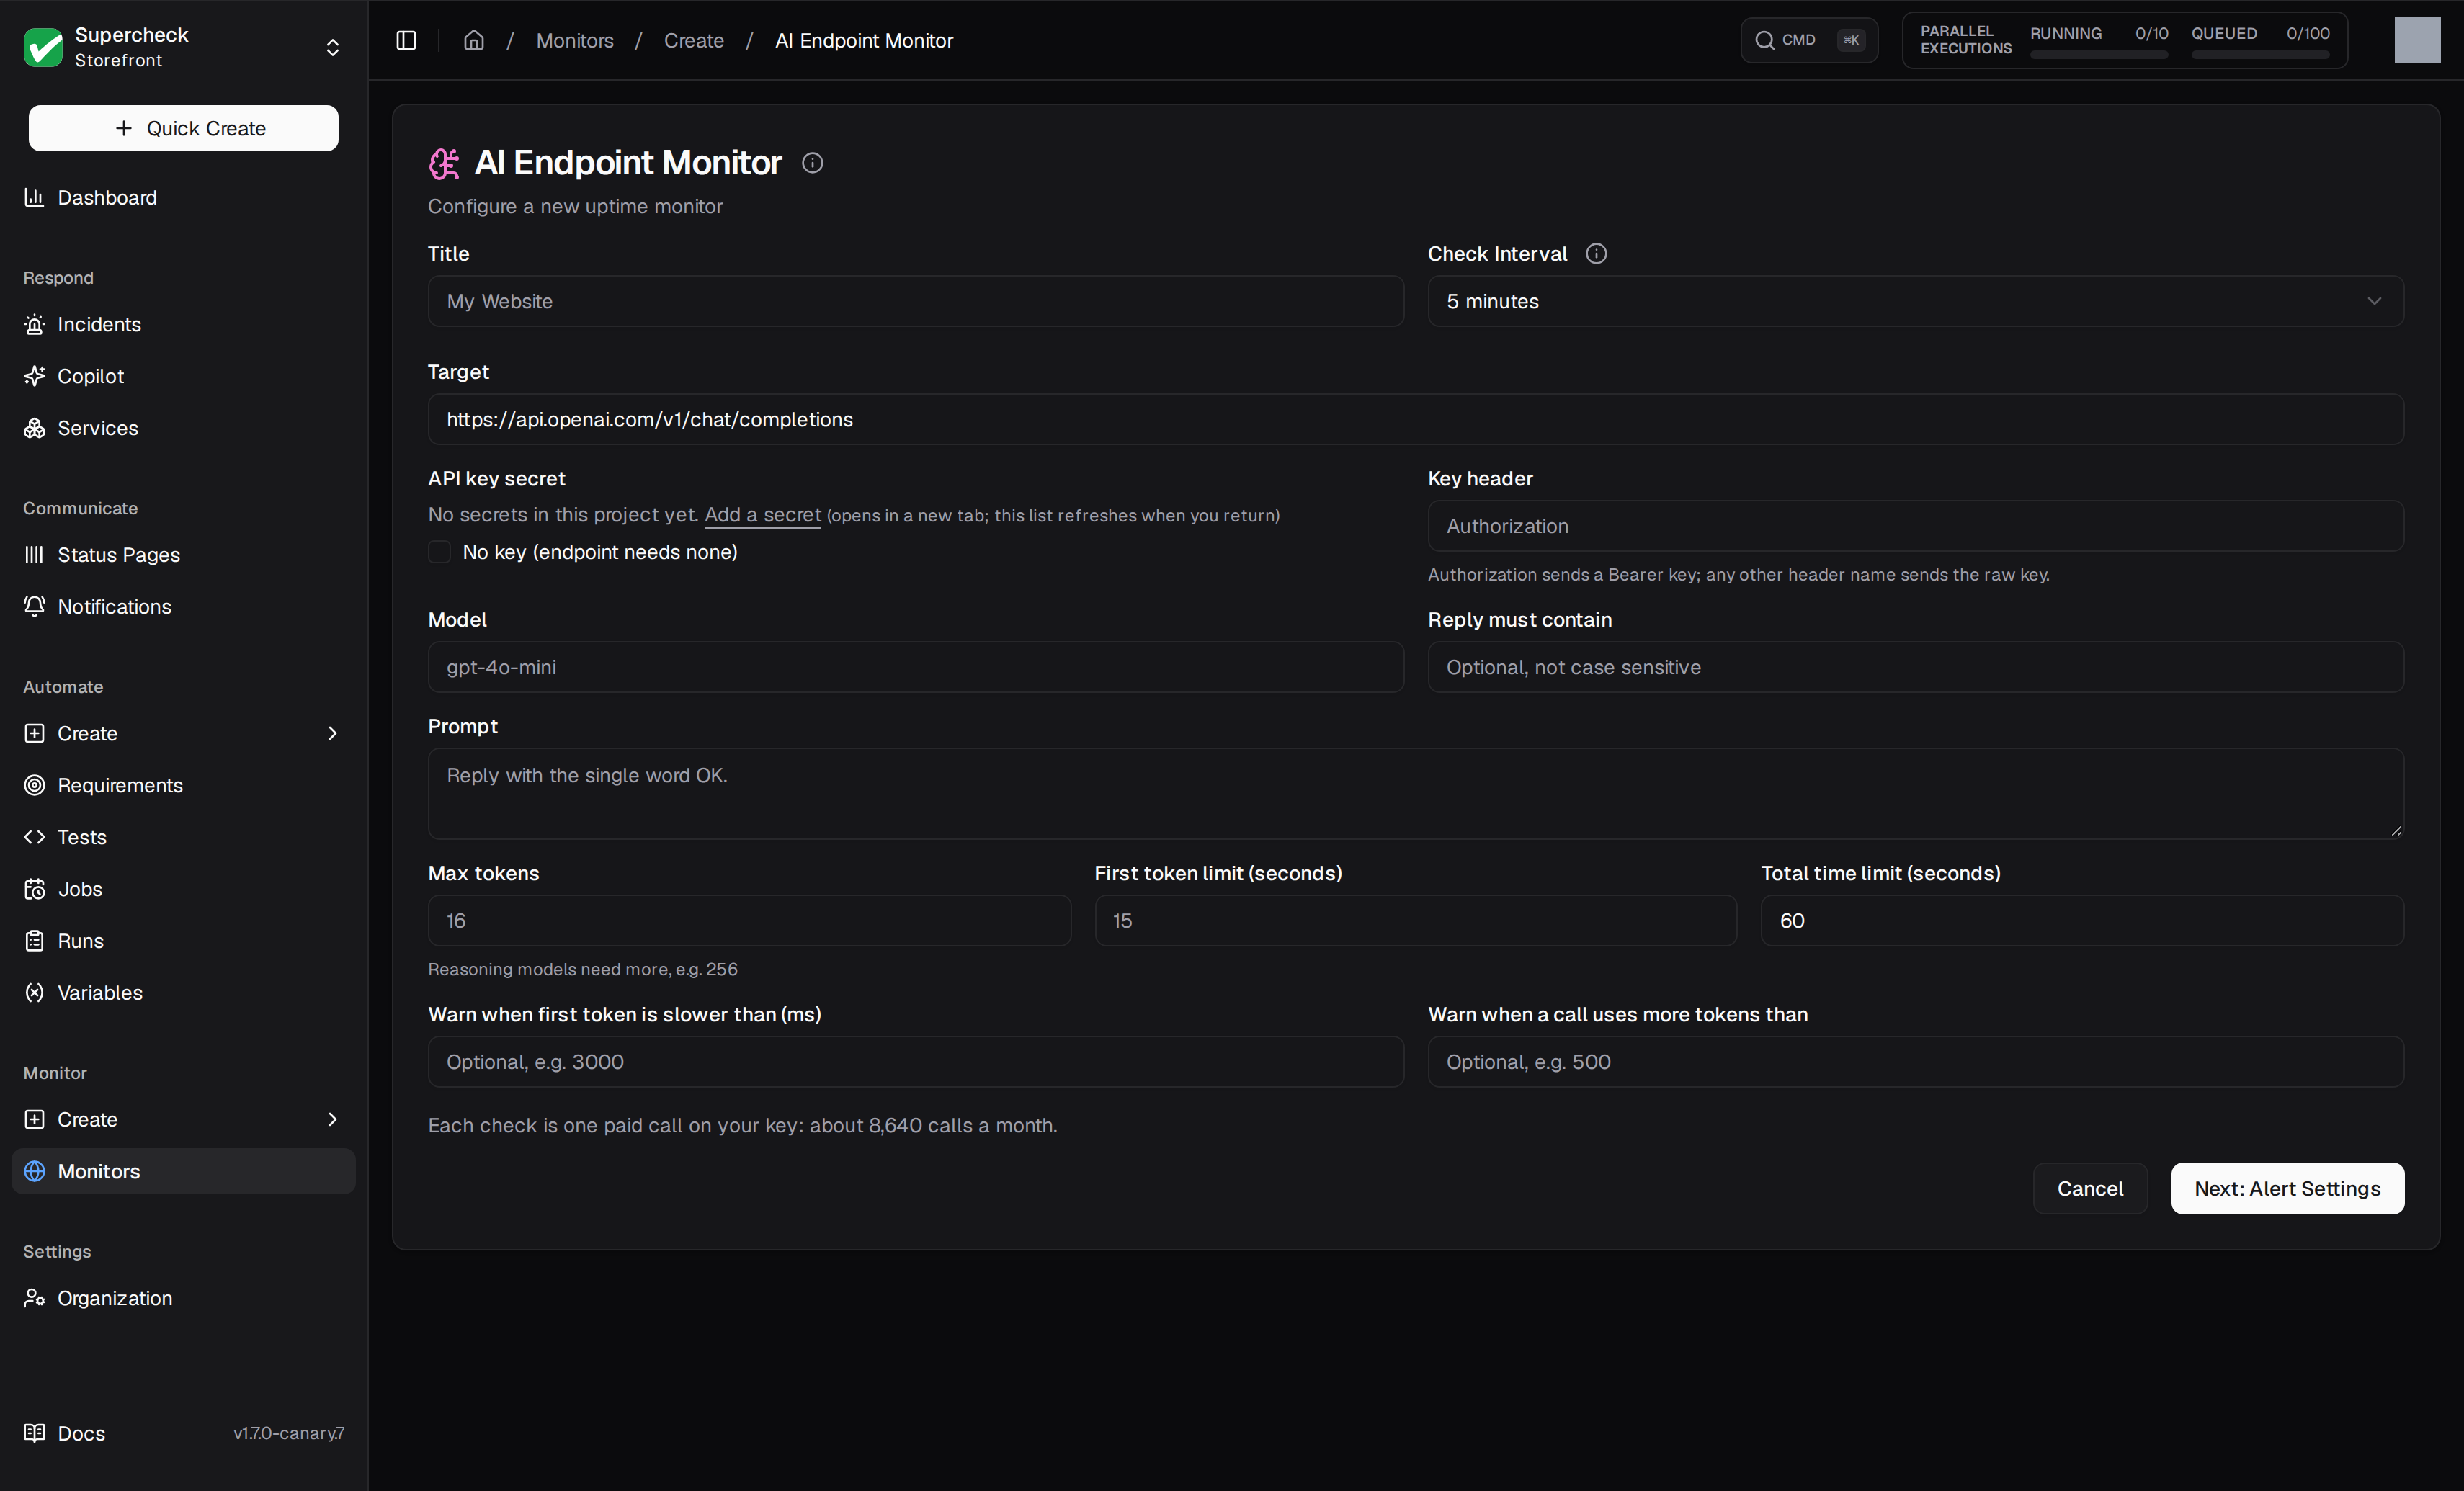 Supercheck
Storefront
Quick Create
Dashboard
Respond
Incidents
Copilot
Services
Communicate
Status Pages
Notifications
Automate
Create
Requirements
Tests
Jobs
Runs
Variables
Monitor
Create
Monitors
Settings
Organization
Docs v1.7.0-canary.7
/ Monitors / Create / AI Endpoint Monitor
CMD ⌘K
PARALLEL EXECUTIONS
RUNNING 0/10
QUEUED 0/100
AI Endpoint Monitor
Configure a new uptime monitor
Title
My Website
Check Interval
5 minutes
Target
https://api.openai.com/v1/chat/completions
API key secret
No secrets in this project yet. Add a secret (opens in a new tab; this list refreshes when you return)
No key (endpoint needs none)
Key header
Authorization
Authorization sends a Bearer key; any other header name sends the raw key.
Model
gpt-4o-mini
Reply must contain
Optional, not case sensitive
Prompt
Reply with the single word OK.
Max tokens
16
Reasoning models need more, e.g. 256
First token limit (seconds)
15
Total time limit (seconds)
60
Warn when first token is slower than (ms)
Optional, e.g. 3000
Warn when a call uses more tokens than
Optional, e.g. 500
Each check is one paid call on your key: about 8,640 calls a month.
Cancel
Next: Alert Settings